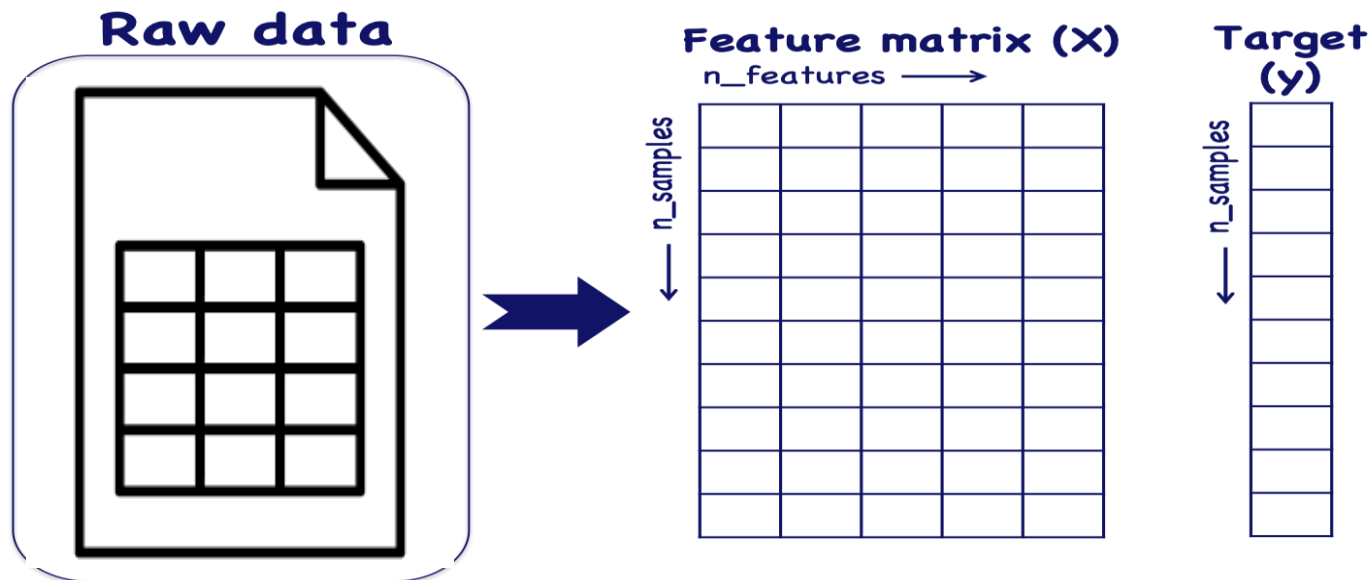 Raw data
Feature matrix (X)
n_features
n_samples
Target
(y)
n_samples